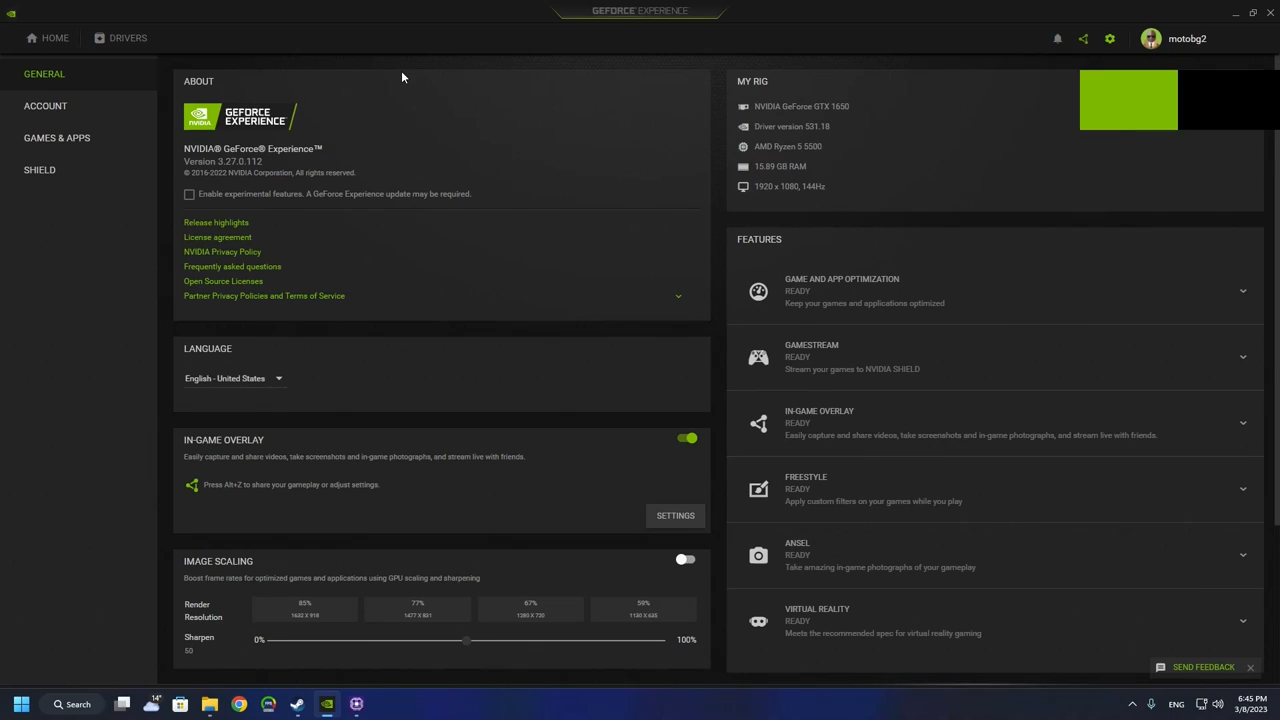 GEFORCE EXPERIENCE
HOME
DRIVERS
motobg2
GENERAL
ACCOUNT
GAMES & APPS
SHIELD
ABOUT
NVIDIA
GEFORCE
EXPERIENCE
NVIDIA® GeForce® Experience™
Version 3.27.0.112
© 2016-2022 NVIDIA Corporation, All rights reserved.
Enable experimental features. A GeForce Experience update may be required.
Release highlights
License agreement
NVIDIA Privacy Policy
Frequently asked questions
Open Source Licenses
Partner Privacy Policies and Terms of Service
LANGUAGE
English - United States
IN-GAME OVERLAY
Easily capture and share videos, take screenshots and in-game photographs, and stream live with friends.
Press Alt+Z to share your gameplay or adjust settings.
SETTINGS
IMAGE SCALING
Boost frame rates for optimized games and applications using GPU scaling and sharpening
Render
Resolution
85%
1632 X 918
77%
1477 X 831
67%
1280 X 720
59%
1130 X 635
Sharpen
50
0%
100%
MY RIG
NVIDIA GeForce GTX 1650
Driver version 531.18
AMD Ryzen 5 5500
15.89 GB RAM
1920 x 1080, 144Hz
FEATURES
GAME AND APP OPTIMIZATION
READY
Keep your games and applications optimized
GAMESTREAM
READY
Stream your games to NVIDIA SHIELD
IN-GAME OVERLAY
READY
Easily capture and share videos, take screenshots and in-game photographs, and stream live with friends.
FREESTYLE
READY
Apply custom filters on your games while you play
ANSEL
READY
Take amazing in-game photographs of your gameplay
VIRTUAL REALITY
READY
Meets the recommended spec for virtual reality gaming
SEND FEEDBACK
Search
14°
ENG
6:45 PM
3/8/2023